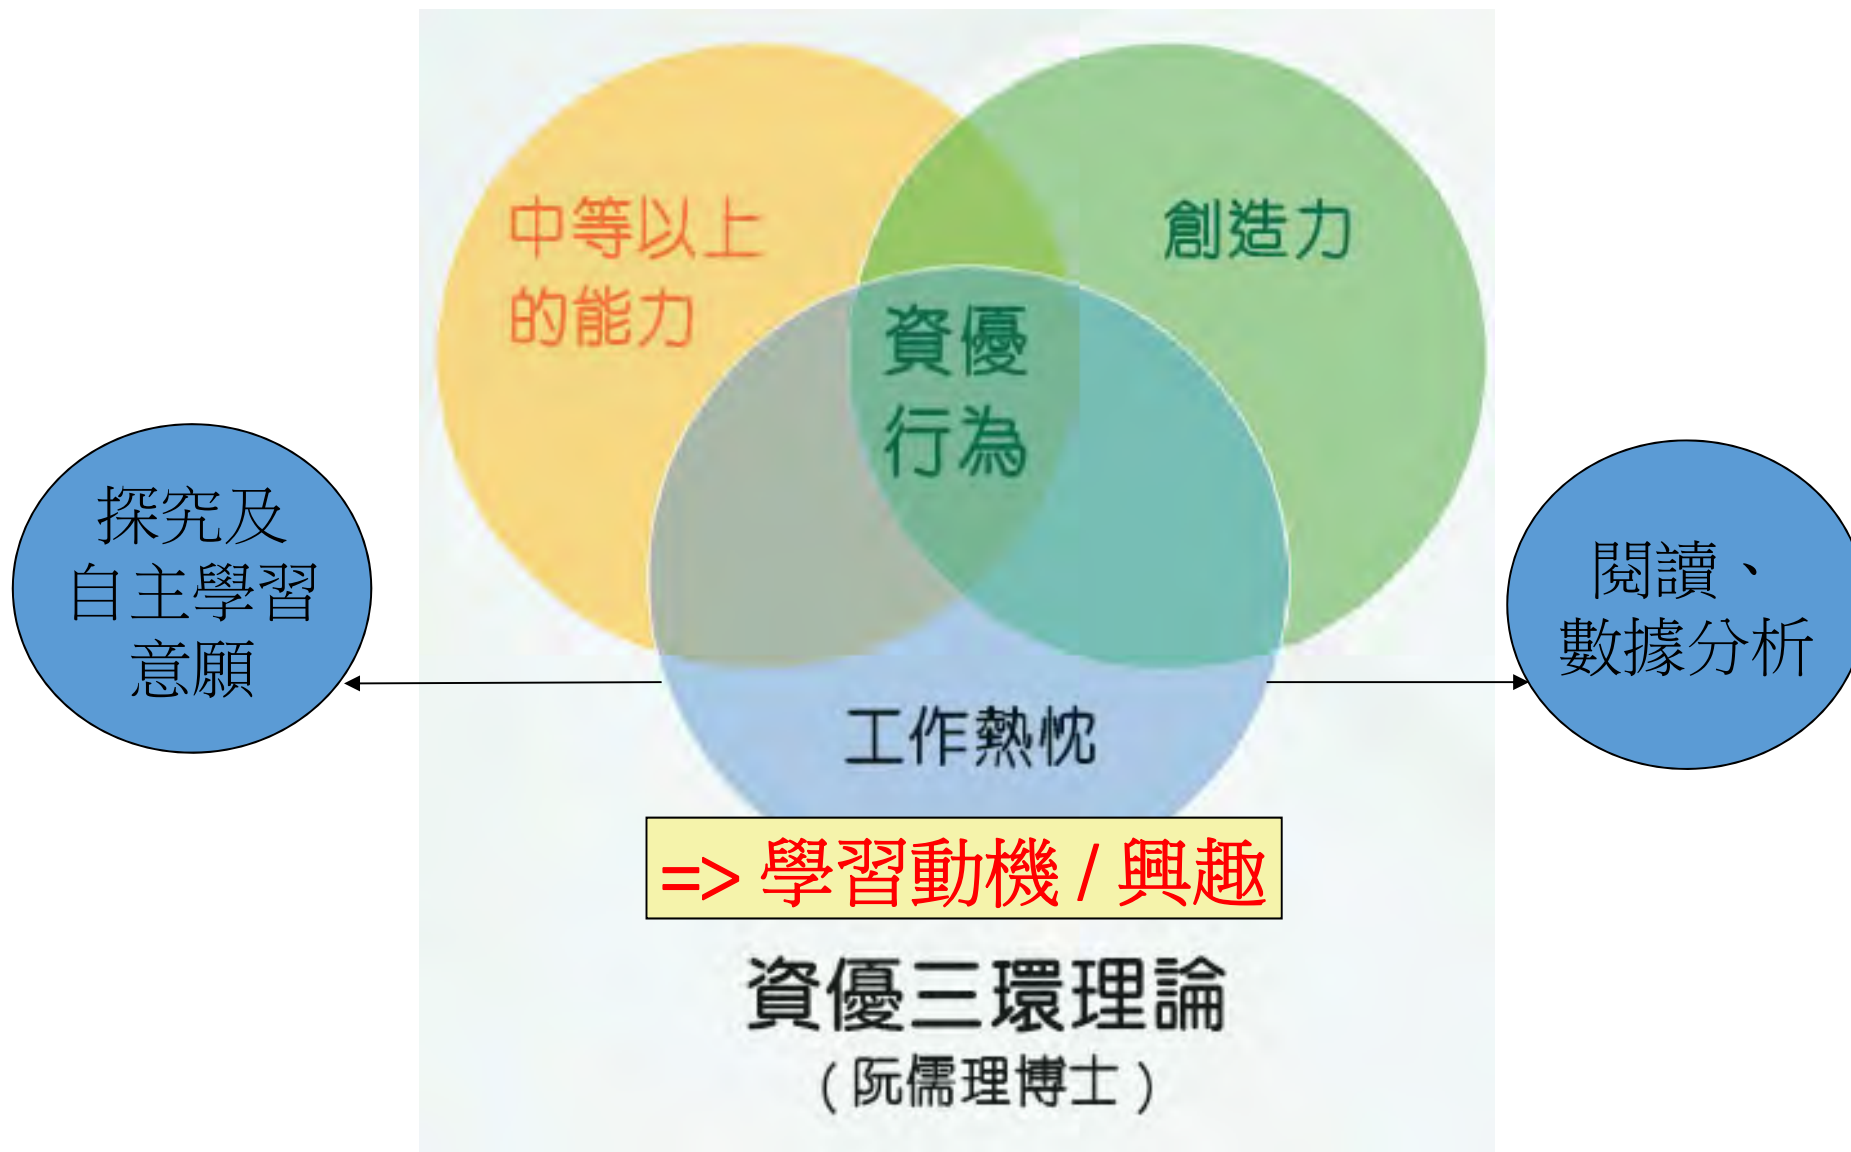 中等以上
的能力
創造力
資優
行為
探究及
自主學習
意願
閱讀、
數據分析
工作熱忱
=> 學習動機 / 興趣
資優三環理論
（阮儒理博士）